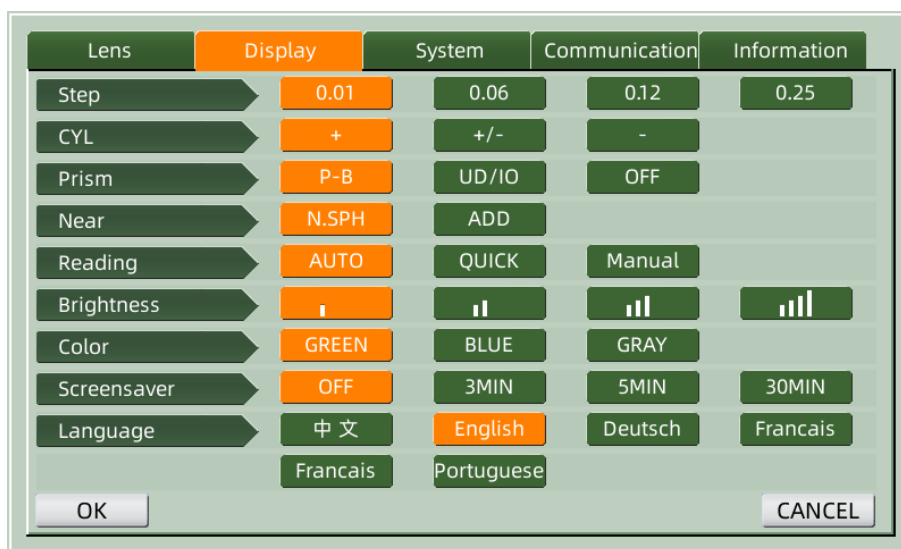 Lens Display System Communication Information
Step 0.01 0.06 0.12 0.25
CYL + +/- -
Prism P-B UD/IO OFF
Near N.SPH ADD
Reading AUTO QUICK Manual
Brightness
Color GREEN BLUE GRAY
Screensaver OFF 3MIN 5MIN 30MIN
Language 中文 English Deutsch Francais
Francais Portuguese
OK CANCEL